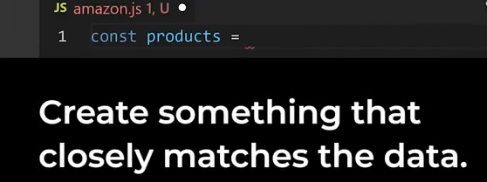 JS amazon.js 1, U ●
1 const products =
Create something that
closely matches the data.